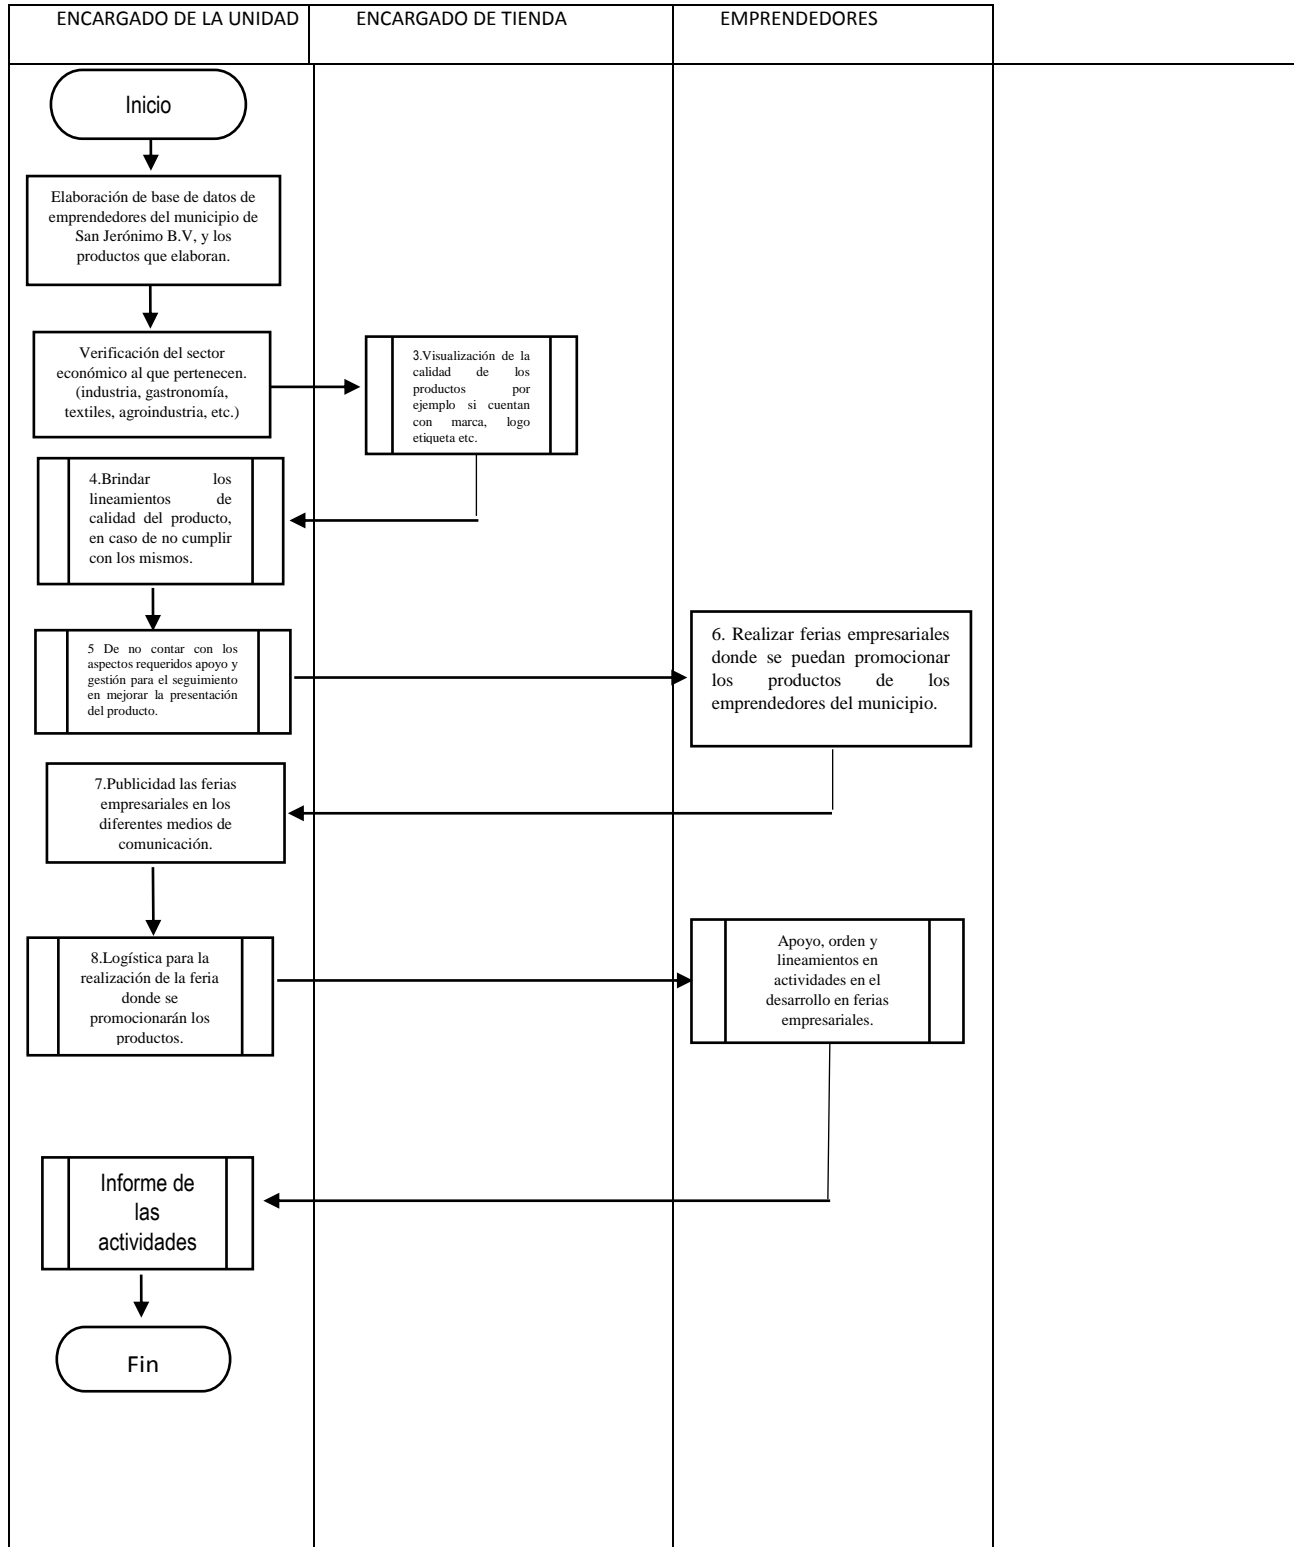 ENCARGADO DE LA UNIDAD
ENCARGADO DE TIENDA
EMPRENDEDORES
Inicio
Elaboración de base de datos de
emprendedores del municipio de
San Jerónimo B.V, y los
productos que elaboran.
Verificación del sector
económico al que pertenecen.
(industria, gastronomía,
textiles, agroindustria, etc.)
3.Visualización de la
calidad de los
productos por
ejemplo si cuentan
con marca, logo
etiqueta etc.
4.Brindar los
lineamientos de
calidad del producto,
en caso de no cumplir
con los mismos.
5 De no contar con los
aspectos requeridos apoyo y
gestión para el seguimiento
en mejorar la presentación
del producto.
6. Realizar ferias empresariales
donde se puedan promocionar
los productos de los
emprendedores del municipio.
7.Publicidad las ferias
empresariales en los
diferentes medios de
comunicación.
8.Logística para la
realización de la feria
donde se
promocionarán los
productos.
Apoyo, orden y
lineamientos en
actividades en el
desarrollo en ferias
empresariales.
Informe de
las
actividades
Fin